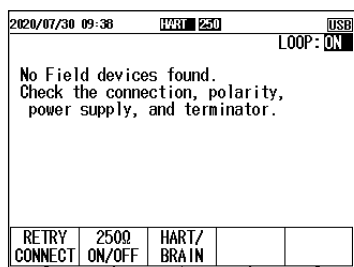 2020/07/30 09:38 HART 250 USB
LOOP: ON
No Field devices found.
Check the connection, polarity,
power supply, and terminator.
RETRY CONNECT 250Ω ON/OFF HART/ BRAIN